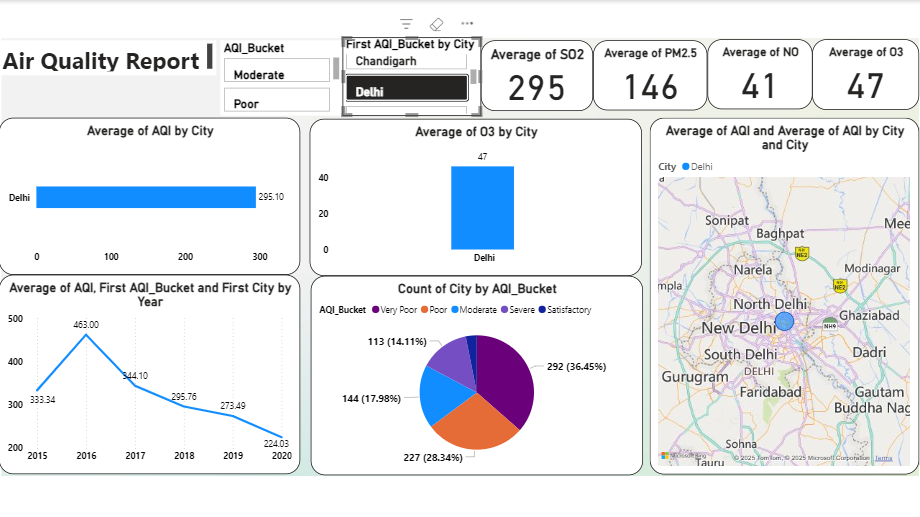 Air Quality Report
AQI_Bucket
Moderate
Poor
First AQI_Bucket by City
Chandigarh
Delhi
Average of SO2
295
Average of PM2.5
146
Average of NO
41
Average of O3
47
Average of AQI by City
Delhi
295.10
0
100
200
300
Average of O3 by City
47
40
20
0
Delhi
Average of AQI and Average of AQI by City
and City
City
Delhi
a
Sonipat
Baghpat
Mee
NE2
Narela
Modinagar
mpla
NE2
North Delhi
Ghaziabad
New Delhi
NH9
South Delhi
Dadri
DELHI
Gurugram
Faridabad
Gautam
Buddha Nag
Sohna
Tauru
© 2025 TomTom, © 2025 Microsoft Corporation
Terms
Average of AQI, First AQI_Bucket and First City by
Year
500
400
300
200
463.00
333.34
344.10
295.76
273.49
224.03
2015
2016
2017
2018
2019
2020
Count of City by AQI_Bucket
AQI_Bucket
Very Poor
Poor
Moderate
Severe
Satisfactory
113 (14.11%)
292 (36.45%)
144 (17.98%)
227 (28.34%)